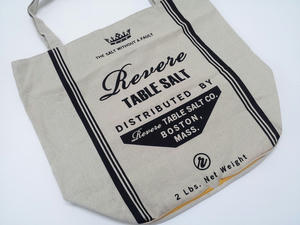 THE SALT WITHOUT A FAULT
Revere
TABLE SALT
DISTRIBUTED BY
Revere TABLE SALT CO.
BOSTON,
MASS.
R
2 Lbs. Net Weight